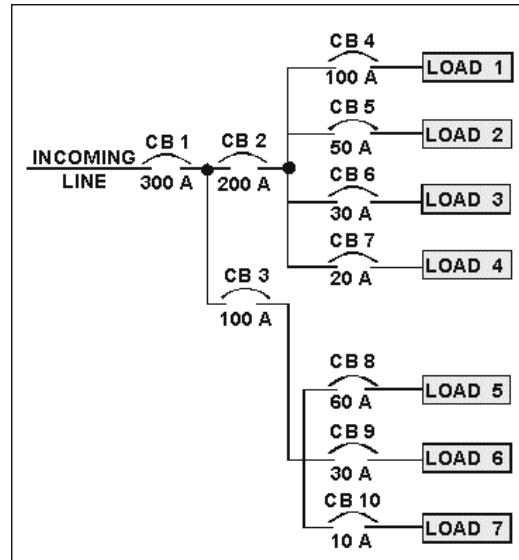 CB 4
100 A
LOAD 1
CB 5
50 A
LOAD 2
CB 1
CB 2
INCOMING
LINE
300 A
200 A
CB 6
30 A
LOAD 3
CB 7
20 A
LOAD 4
CB 3
100 A
CB 8
60 A
LOAD 5
CB 9
30 A
LOAD 6
CB 10
10 A
LOAD 7